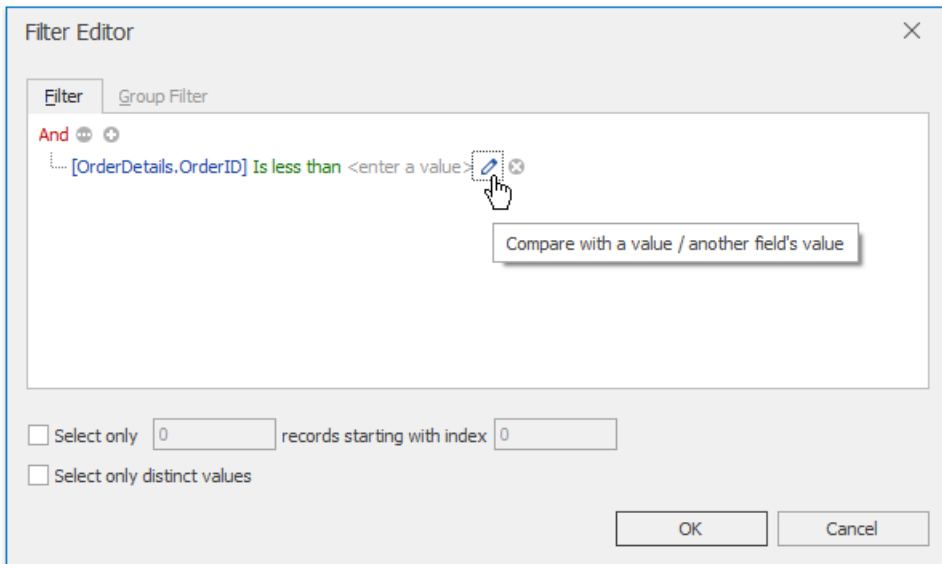 Filter Editor
Filter Group Filter
And
[OrderDetails.OrderID] Is less than <enter a value>
Compare with a value / another field's value
Select only 0 records starting with index 0
Select only distinct values
OK Cancel